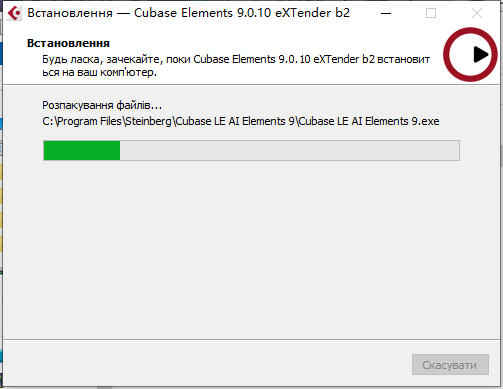 Встановлення — Cubase Elements 9.0.10 eXTender b2
Встановлення
Будь ласка, зачекайте, поки Cubase Elements 9.0.10 eXTender b2 встановит
ься на ваш комп'ютер.
Розпакування файлів...
C:\Program Files\Steinberg\Cubase LE AI Elements 9\Cubase LE AI Elements 9.exe
Скасувати